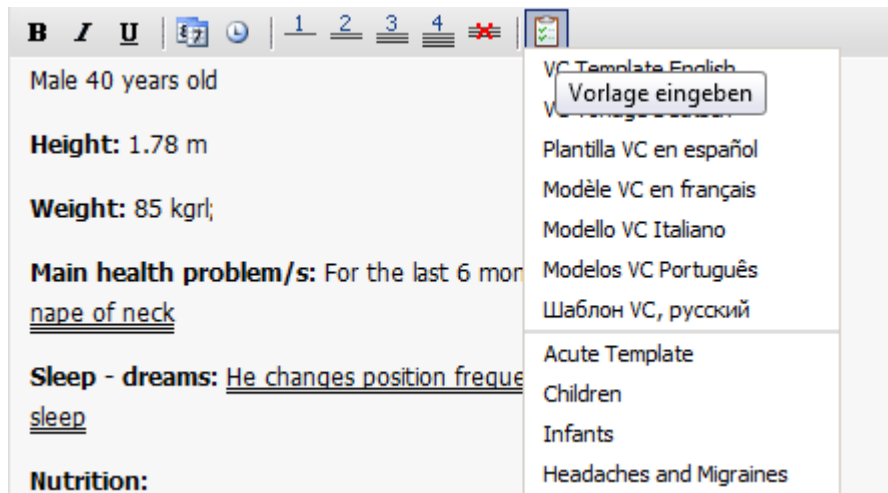 B I U 1 2 3 4
Male 40 years old
Height: 1.78 m
Weight: 85 kgrl;
Main health problem/s: For the last 6 mon
nape of neck
Sleep - dreams: He changes position freque
sleep
Nutrition:
VC Template English
Vorlage eingeben
Plantilla VC en español
Modèle VC en français
Modello VC Italiano
Modelos VC Português
Шаблон VC, русский
Acute Template
Children
Infants
Headaches and Migraines